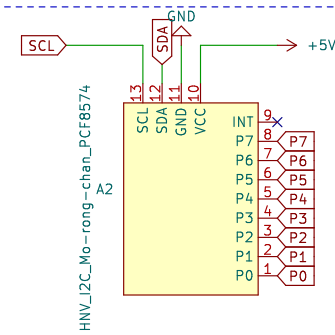 GND
SCL
SDA
+5V
13
12
11
10
SCL
SDA
GND
VCC
HNV_I2C_Mo-rong-chan_PCF8574
A2
INT 9
P7 8 P7
P6 7 P6
P5 6 P5
P4 5 P4
P3 4 P3
P2 3 P2
P1 2 P1
P0 1 P0